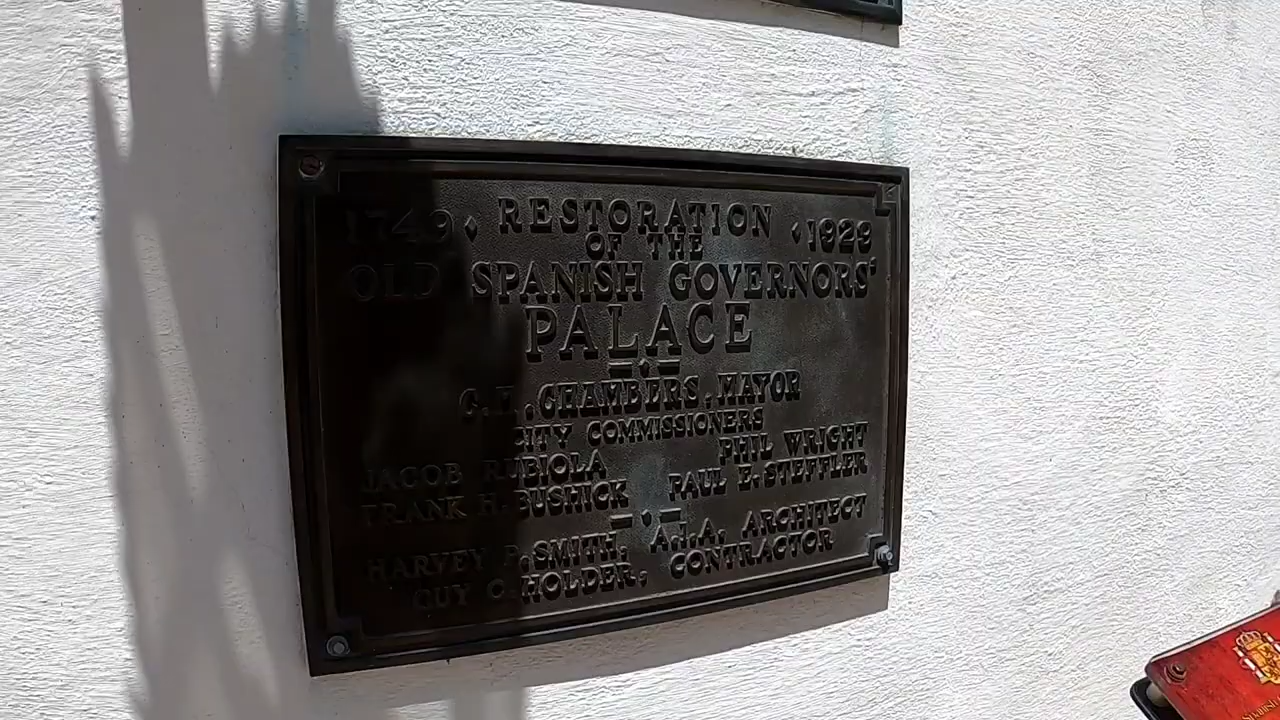 1749 ♦ RESTORATION ♦ 1929
OF THE
OLD SPANISH GOVERNORS'
PALACE
C.M. CHAMBERS, MAYOR
CITY COMMISSIONERS
JACOB RUBIOLA PHIL WRIGHT
FRANK H. BUSHICK PAUL E. STEFFLER
HARVEY P. SMITH, A.I.A. ARCHITECT
GUY O. HOLDER, CONTRACTOR